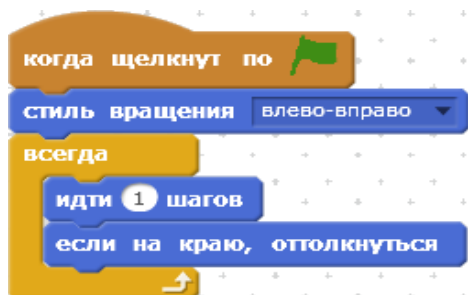 когда щелкнут по
стиль вращения влево-вправо
всегда
идти 1 шагов
если на краю, оттолкнуться